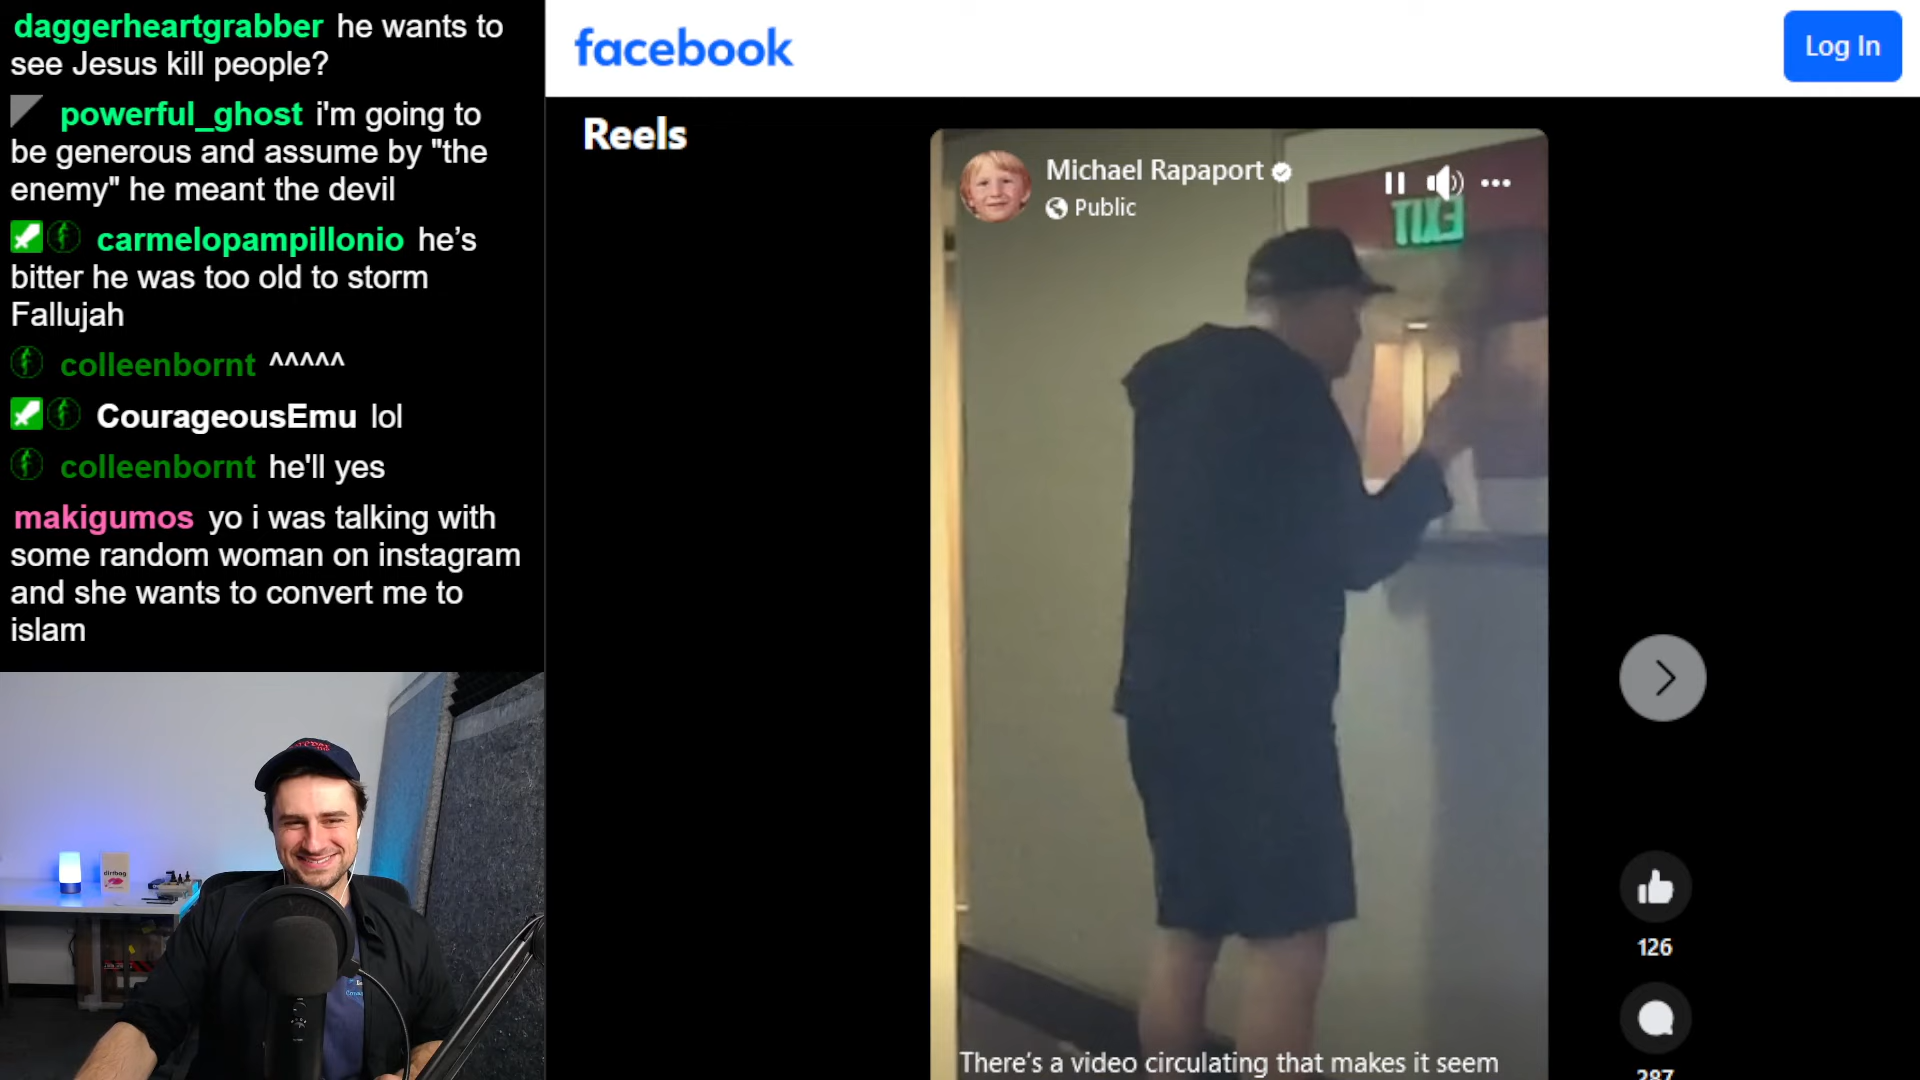 daggerheartgrabber he wants to
see Jesus kill people?
powerful_ghost i'm going to
be generous and assume by "the
enemy" he meant the devil
carmelopampillonio he’s
bitter he was too old to storm
Fallujah
colleenbornt ^^^^^
CourageousEmu lol
colleenbornt he'll yes
makigumos yo i was talking with
some random woman on instagram
and she wants to convert me to
islam
facebook
Log In
Reels
Michael Rapaport
Public
EXIT
126
287
There’s a video circulating that makes it seem
dirtbag